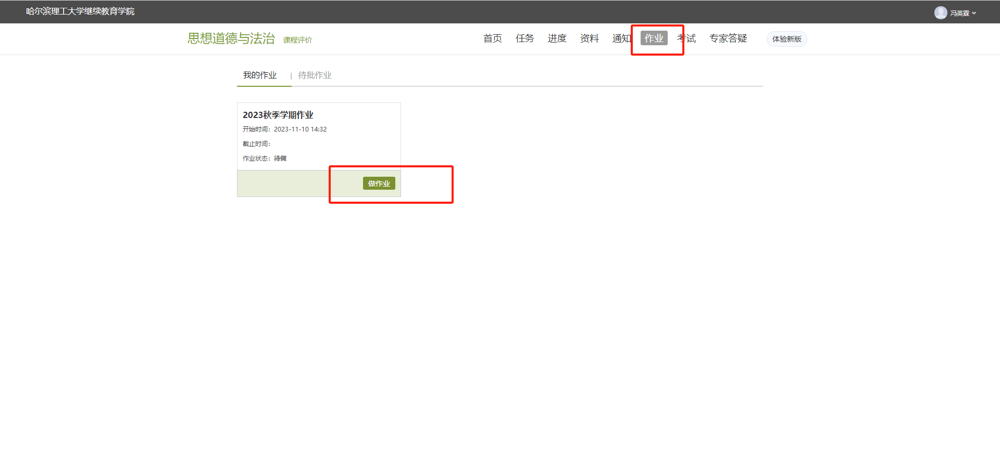 哈尔滨理工大学继续教育学院
冯英霖
思想道德与法治 课程评价
首页 任务 进度 资料 通知 作业 考试 专家答疑 体验新版
我的作业 | 待批作业
2023秋季学期作业
开始时间：2023-11-10 14:32
截止时间：
作业状态：待做
做作业